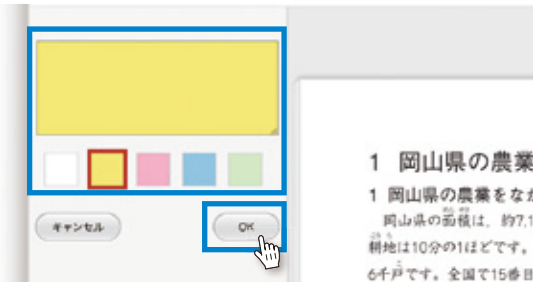 キャンセル
OK
1 岡山県の農業
1 岡山県の農業をなが
岡山県の面積は、約7.1
耕地は10分の1ほどです。
6千戸です。全国で15番目